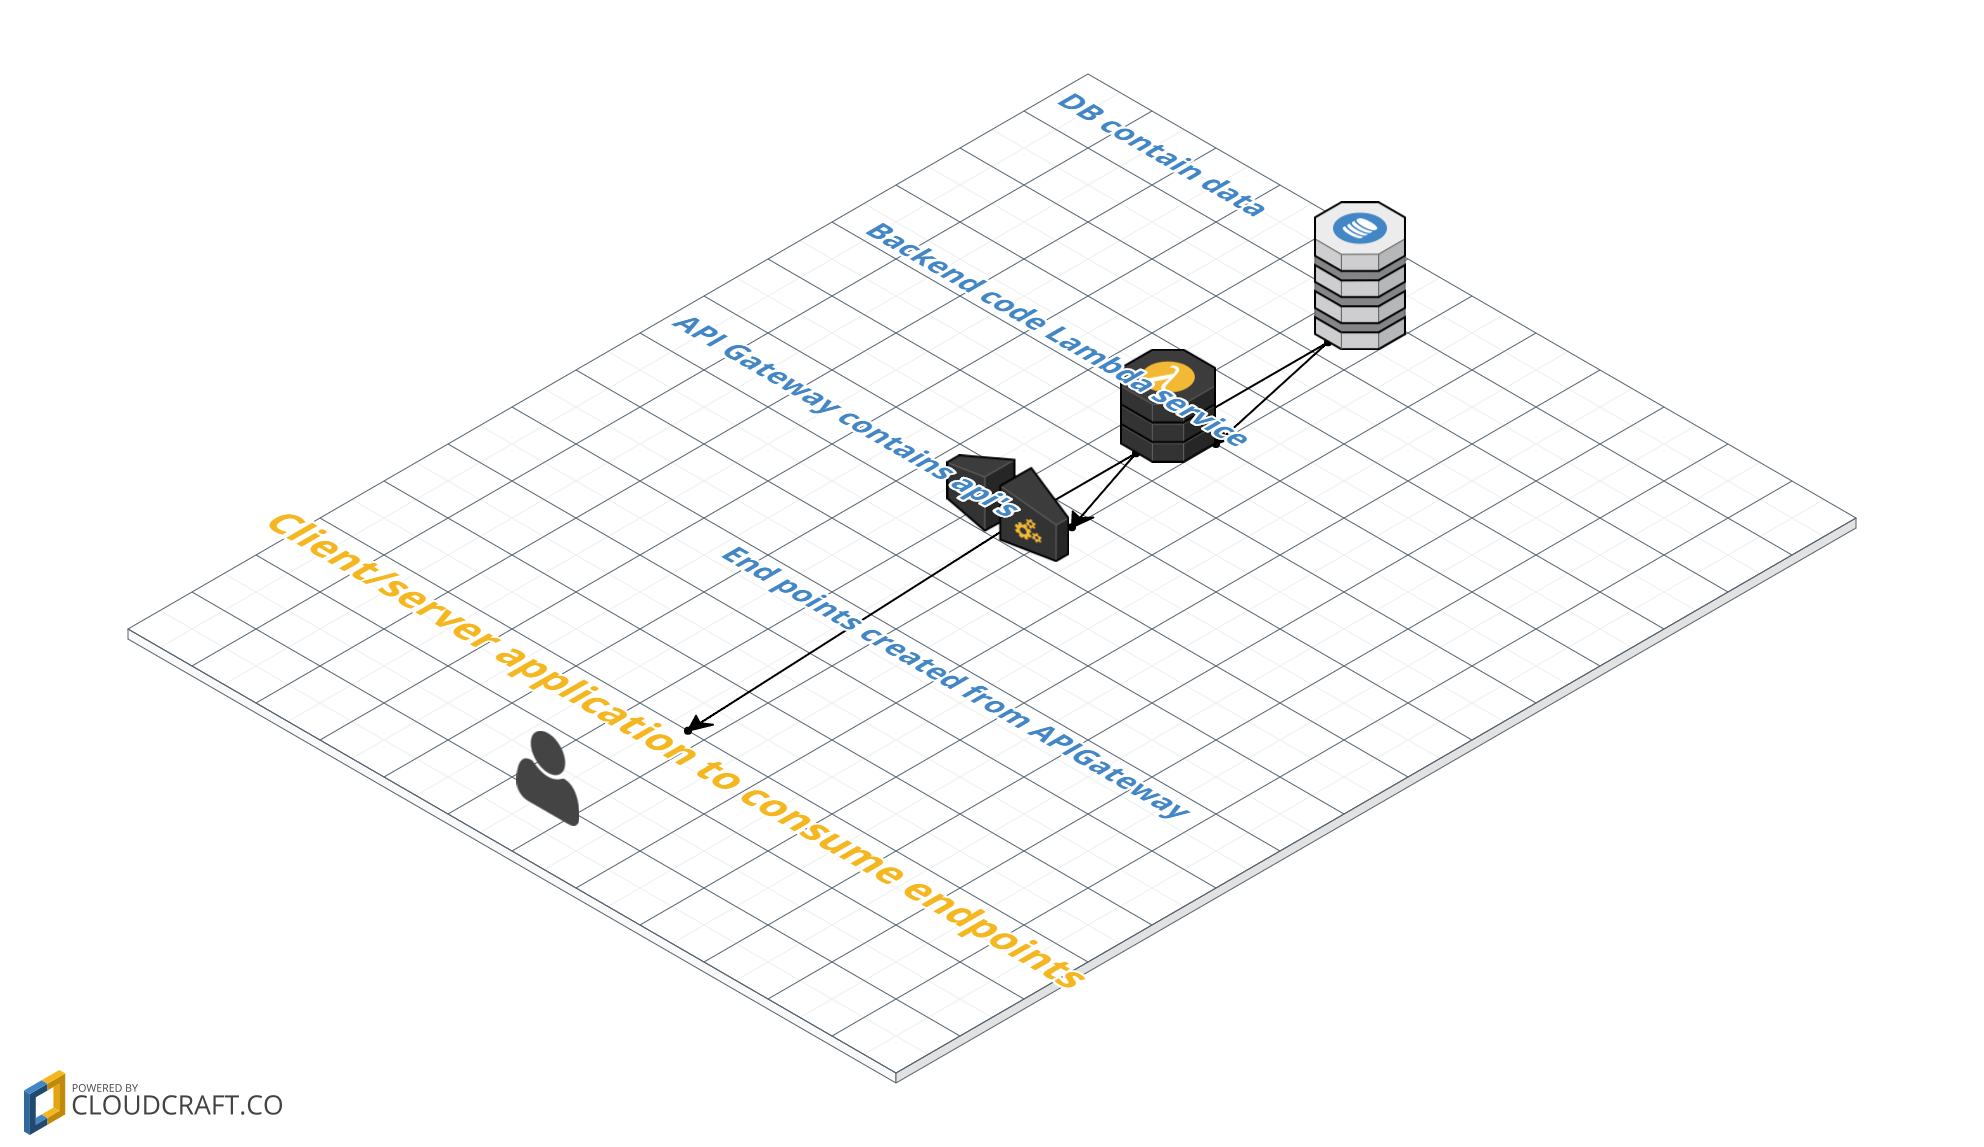 DB contain data
Backend code Lambda service
API Gateway contains api's
End points created from APIGateway
Client/server application to consume endpoints
POWERED BY
CLOUDCRAFT.CO